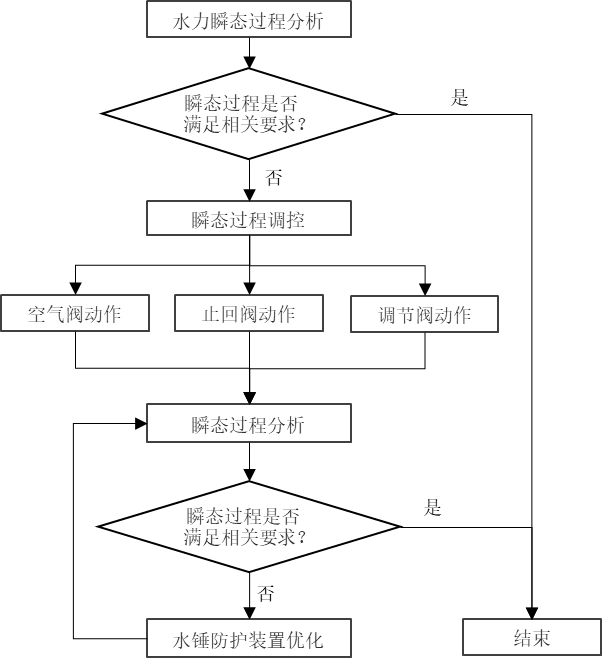 水力瞬态过程分析
瞬态过程是否
满足相关要求？
是
否
瞬态过程调控
空气阀动作
止回阀动作
调节阀动作
瞬态过程分析
瞬态过程是否
满足相关要求？
是
否
水锤防护装置优化
结束